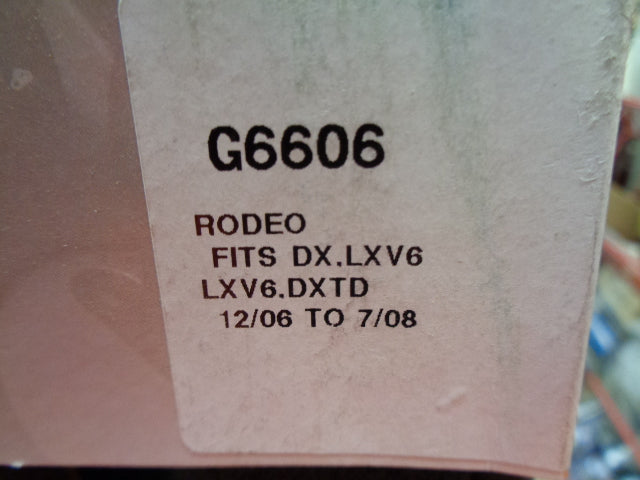 G6606
RODEO
FITS DX.LXV6
LXV6.DXTD
12/06 TO 7/08